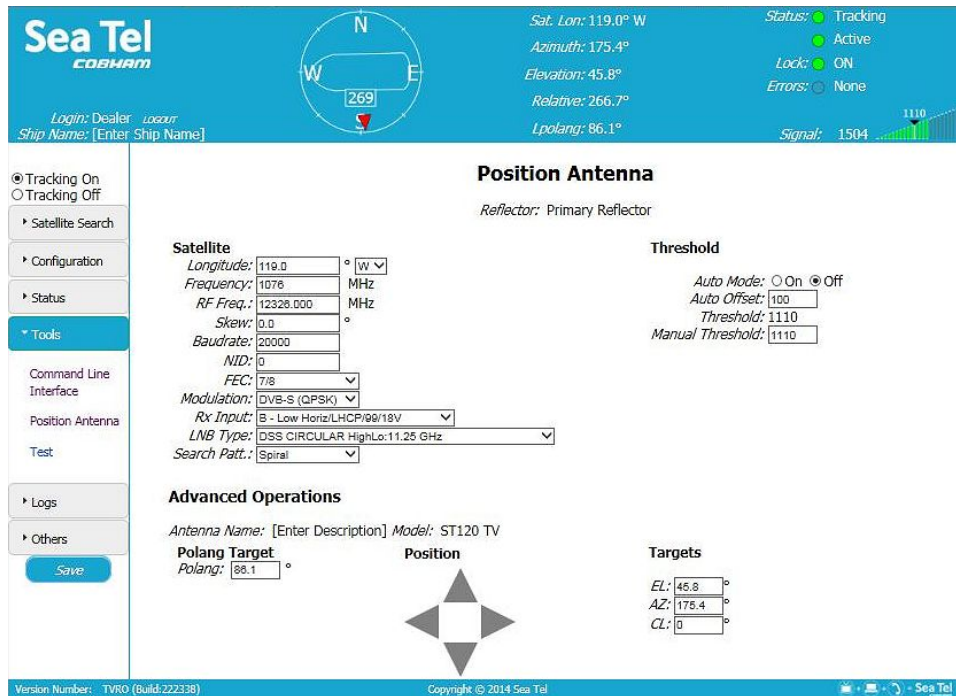 Sea Tel
COBHAM
Login: Dealer LOGOUT
Ship Name: [Enter Ship Name]
N
W
E
269
S
Sat. Lon: 119.0° W
Azimuth: 175.4°
Elevation: 45.8°
Relative: 266.7°
Lpolang: 86.1°
Status: Tracking
Active
Lock: ON
Errors: None
1110
Signal: 1504
Tracking On
Tracking Off
Satellite Search
Configuration
Status
Tools
Command Line
Interface
Position Antenna
Test
Logs
Others
Save
Position Antenna
Reflector: Primary Reflector
Satellite
Longitude: 119.0 ° W
Frequency: 1076 MHz
RF Freq.: 12326.000 MHz
Skew: 0.0 °
Baudrate: 20000
NID: 0
FEC: 7/8
Modulation: DVB-S (QPSK)
Rx Input: B - Low Horiz/LHCP/99/18V
LNB Type: DSS CIRCULAR HighLo:11.25 GHz
Search Patt.: Spiral
Threshold
Auto Mode: On Off
Auto Offset: 100
Threshold: 1110
Manual Threshold: 1110
Advanced Operations
Antenna Name: [Enter Description] Model: ST120 TV
Polang Target
Polang: 86.1 °
Position
Targets
EL: 45.8 °
AZ: 175.4 °
CL: 0 °
Version Number: TVRO (Build:222338)
Copyright © 2014 Sea Tel
- Sea Tel